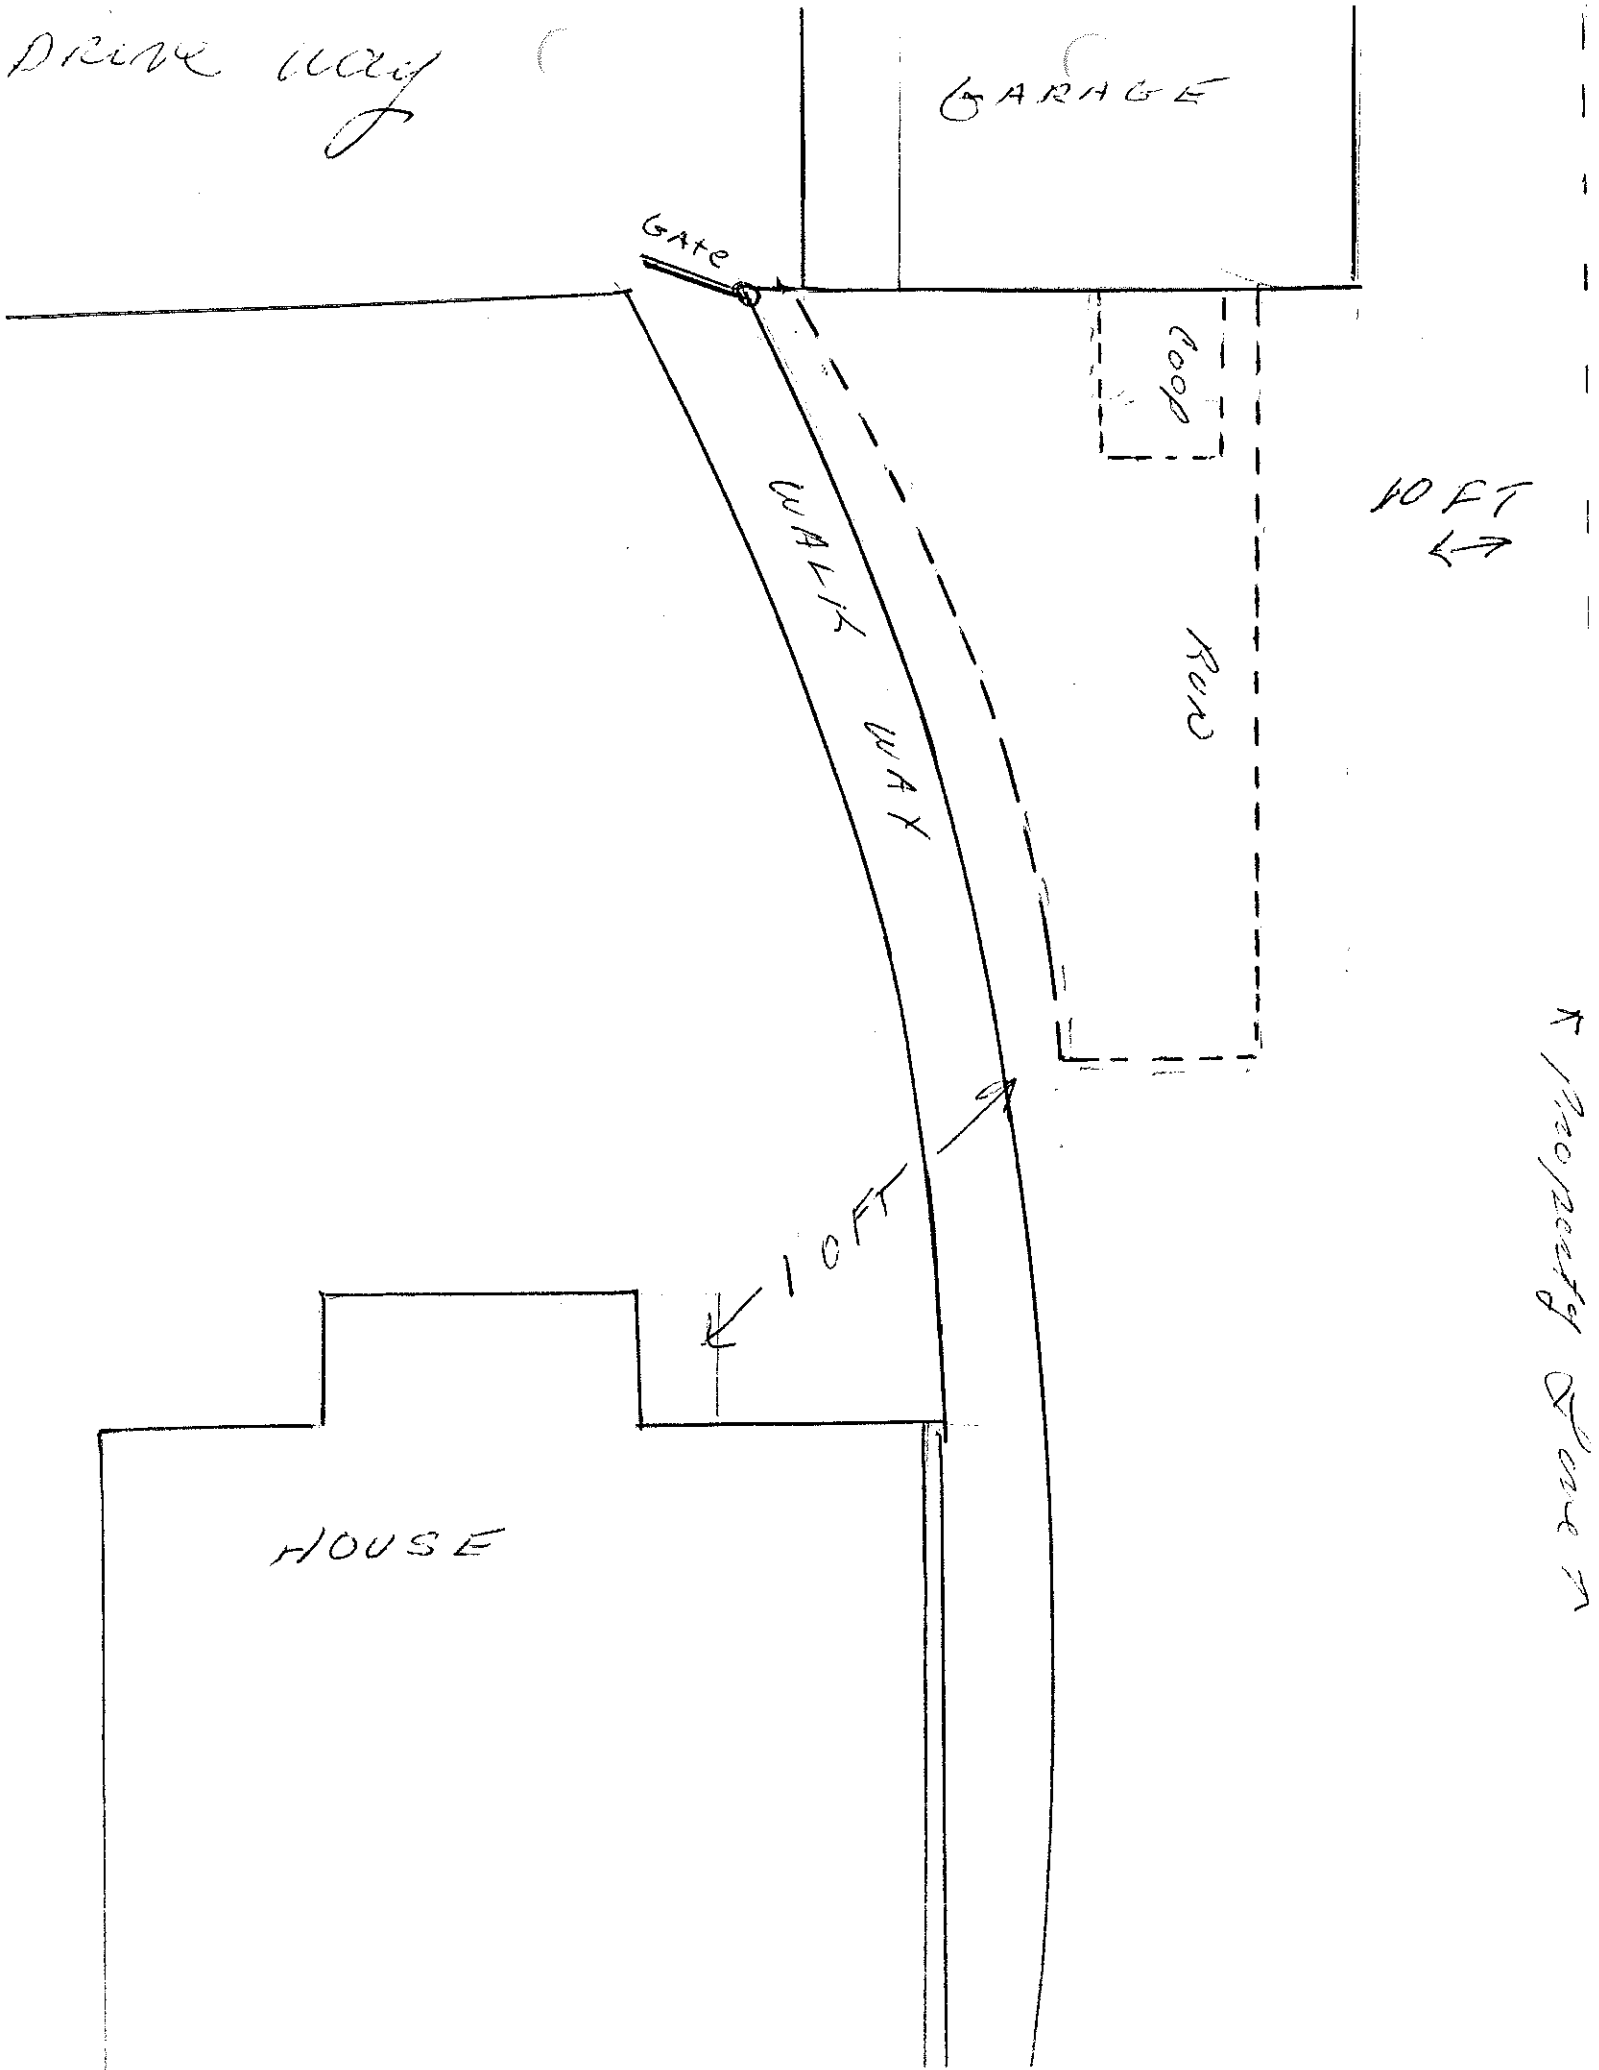 DRIVE way
GARAGE
GATE
COOP
10 FT
RUN
WALK WAY
10 FT
Property Line
HOUSE